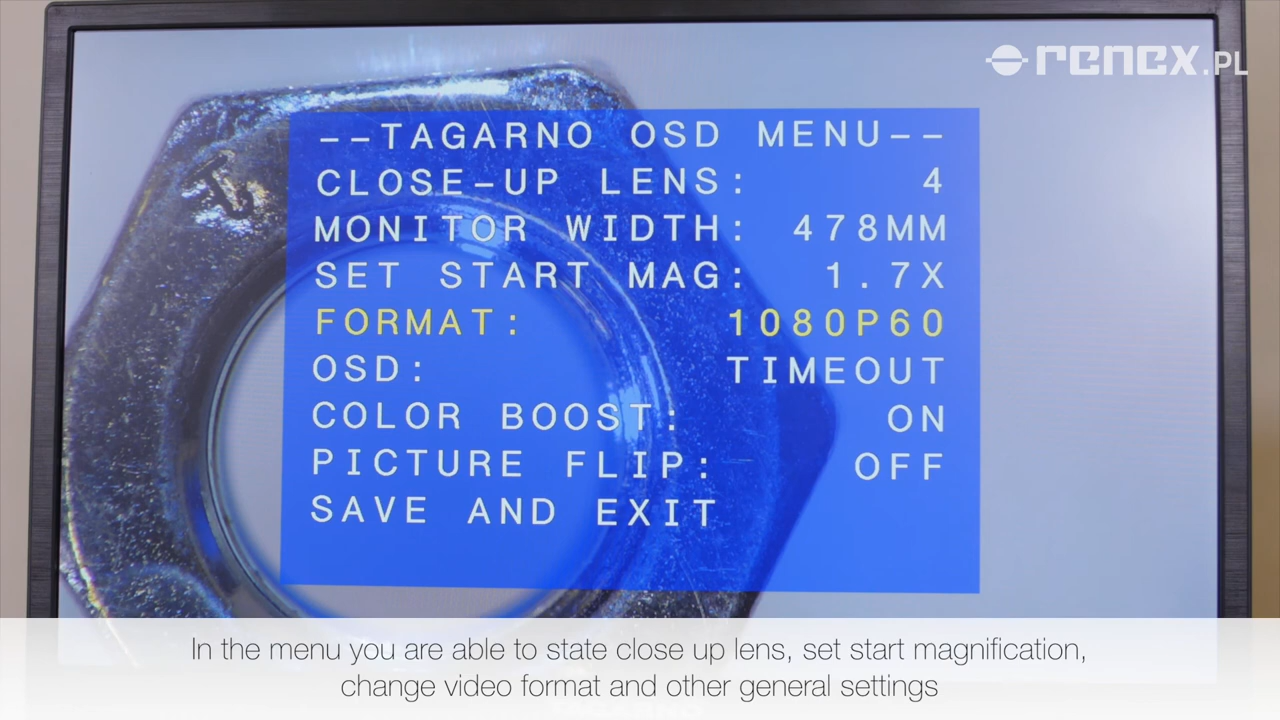 renex.PL
--TAGARNO OSD MENU--
CLOSE-UP LENS: 4
MONITOR WIDTH: 478MM
SET START MAG: 1.7X
FORMAT: 1080P60
OSD: TIMEOUT
COLOR BOOST: ON
PICTURE FLIP: OFF
SAVE AND EXIT
In the menu you are able to state close up lens, set start magnification,
change video format and other general settings